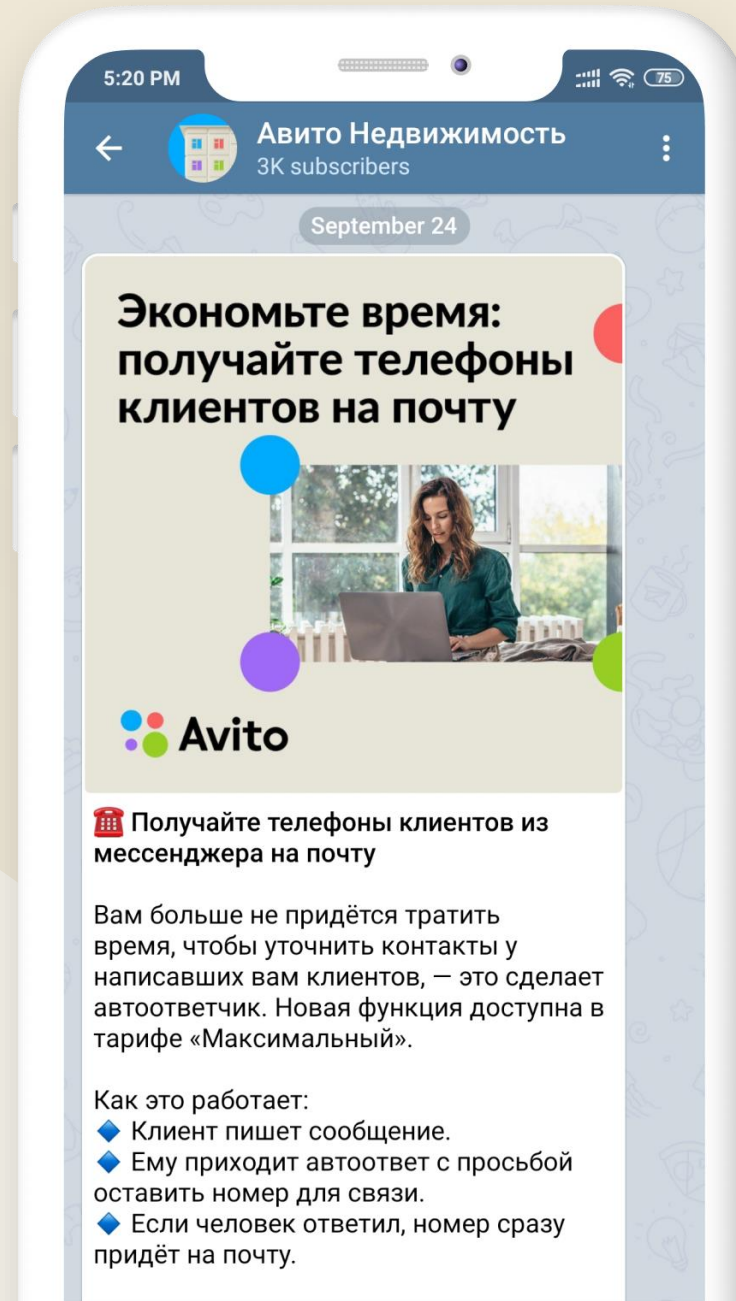 5:20 PM
75
Авито Недвижимость
3K subscribers
September 24
Экономьте время:
получайте телефоны
клиентов на почту
Avito
☎️ Получайте телефоны клиентов из
мессенджера на почту
Вам больше не придётся тратить
время, чтобы уточнить контакты у
написавших вам клиентов, — это сделает
автоответчик. Новая функция доступна в
тарифе «Максимальный».
Как это работает:
🔷 Клиент пишет сообщение.
🔷 Ему приходит автоответ с просьбой
оставить номер для связи.
🔷 Если человек ответил, номер сразу
придёт на почту.